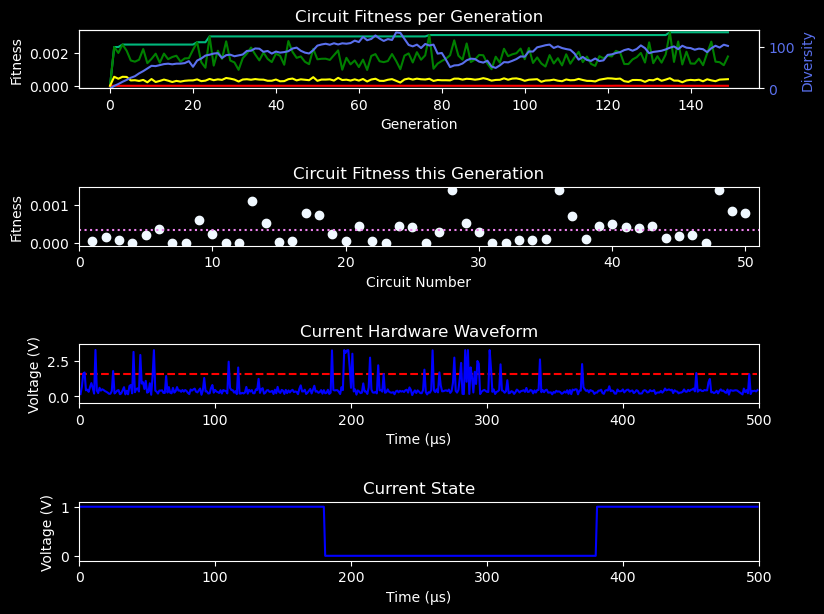 Circuit Fitness per Generation
Fitness
0.002
0.000
100
0
Diversity
0 20 40 60 80 100 120 140
Generation
Circuit Fitness this Generation
Fitness
0.001
0.000
0 10 20 30 40 50
Circuit Number
Current Hardware Waveform
Voltage (V)
2.5
0.0
0 100 200 300 400 500
Time (μs)
Current State
Voltage (V)
1
0
0 100 200 300 400 500
Time (μs)